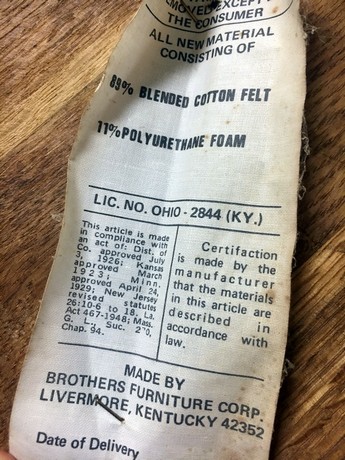 THE CONSUMER
ALL NEW MATERIAL
CONSISTING OF
89% BLENDED COTTON FELT
11% POLYURETHANE FOAM
LIC. NO. OHIO - 2844 (KY.)
This article is made
in compliance with
an act of: Dist. of
Co. approved July
3, 1926; Kansas
approved March
1923; Minn.
approved April 24,
1929; New Jersey
revised statutes
26:10-6 to 18. La.
Act 467-1948; Mass.
G. L. Suc. 270,
Chap. 94.
Certifaction
is made by the
manufacturer
that the materials
in this article are
described in
accordance with
law.
MADE BY
BROTHERS FURNITURE CORP.
LIVERMORE, KENTUCKY 42352
Date of Delivery